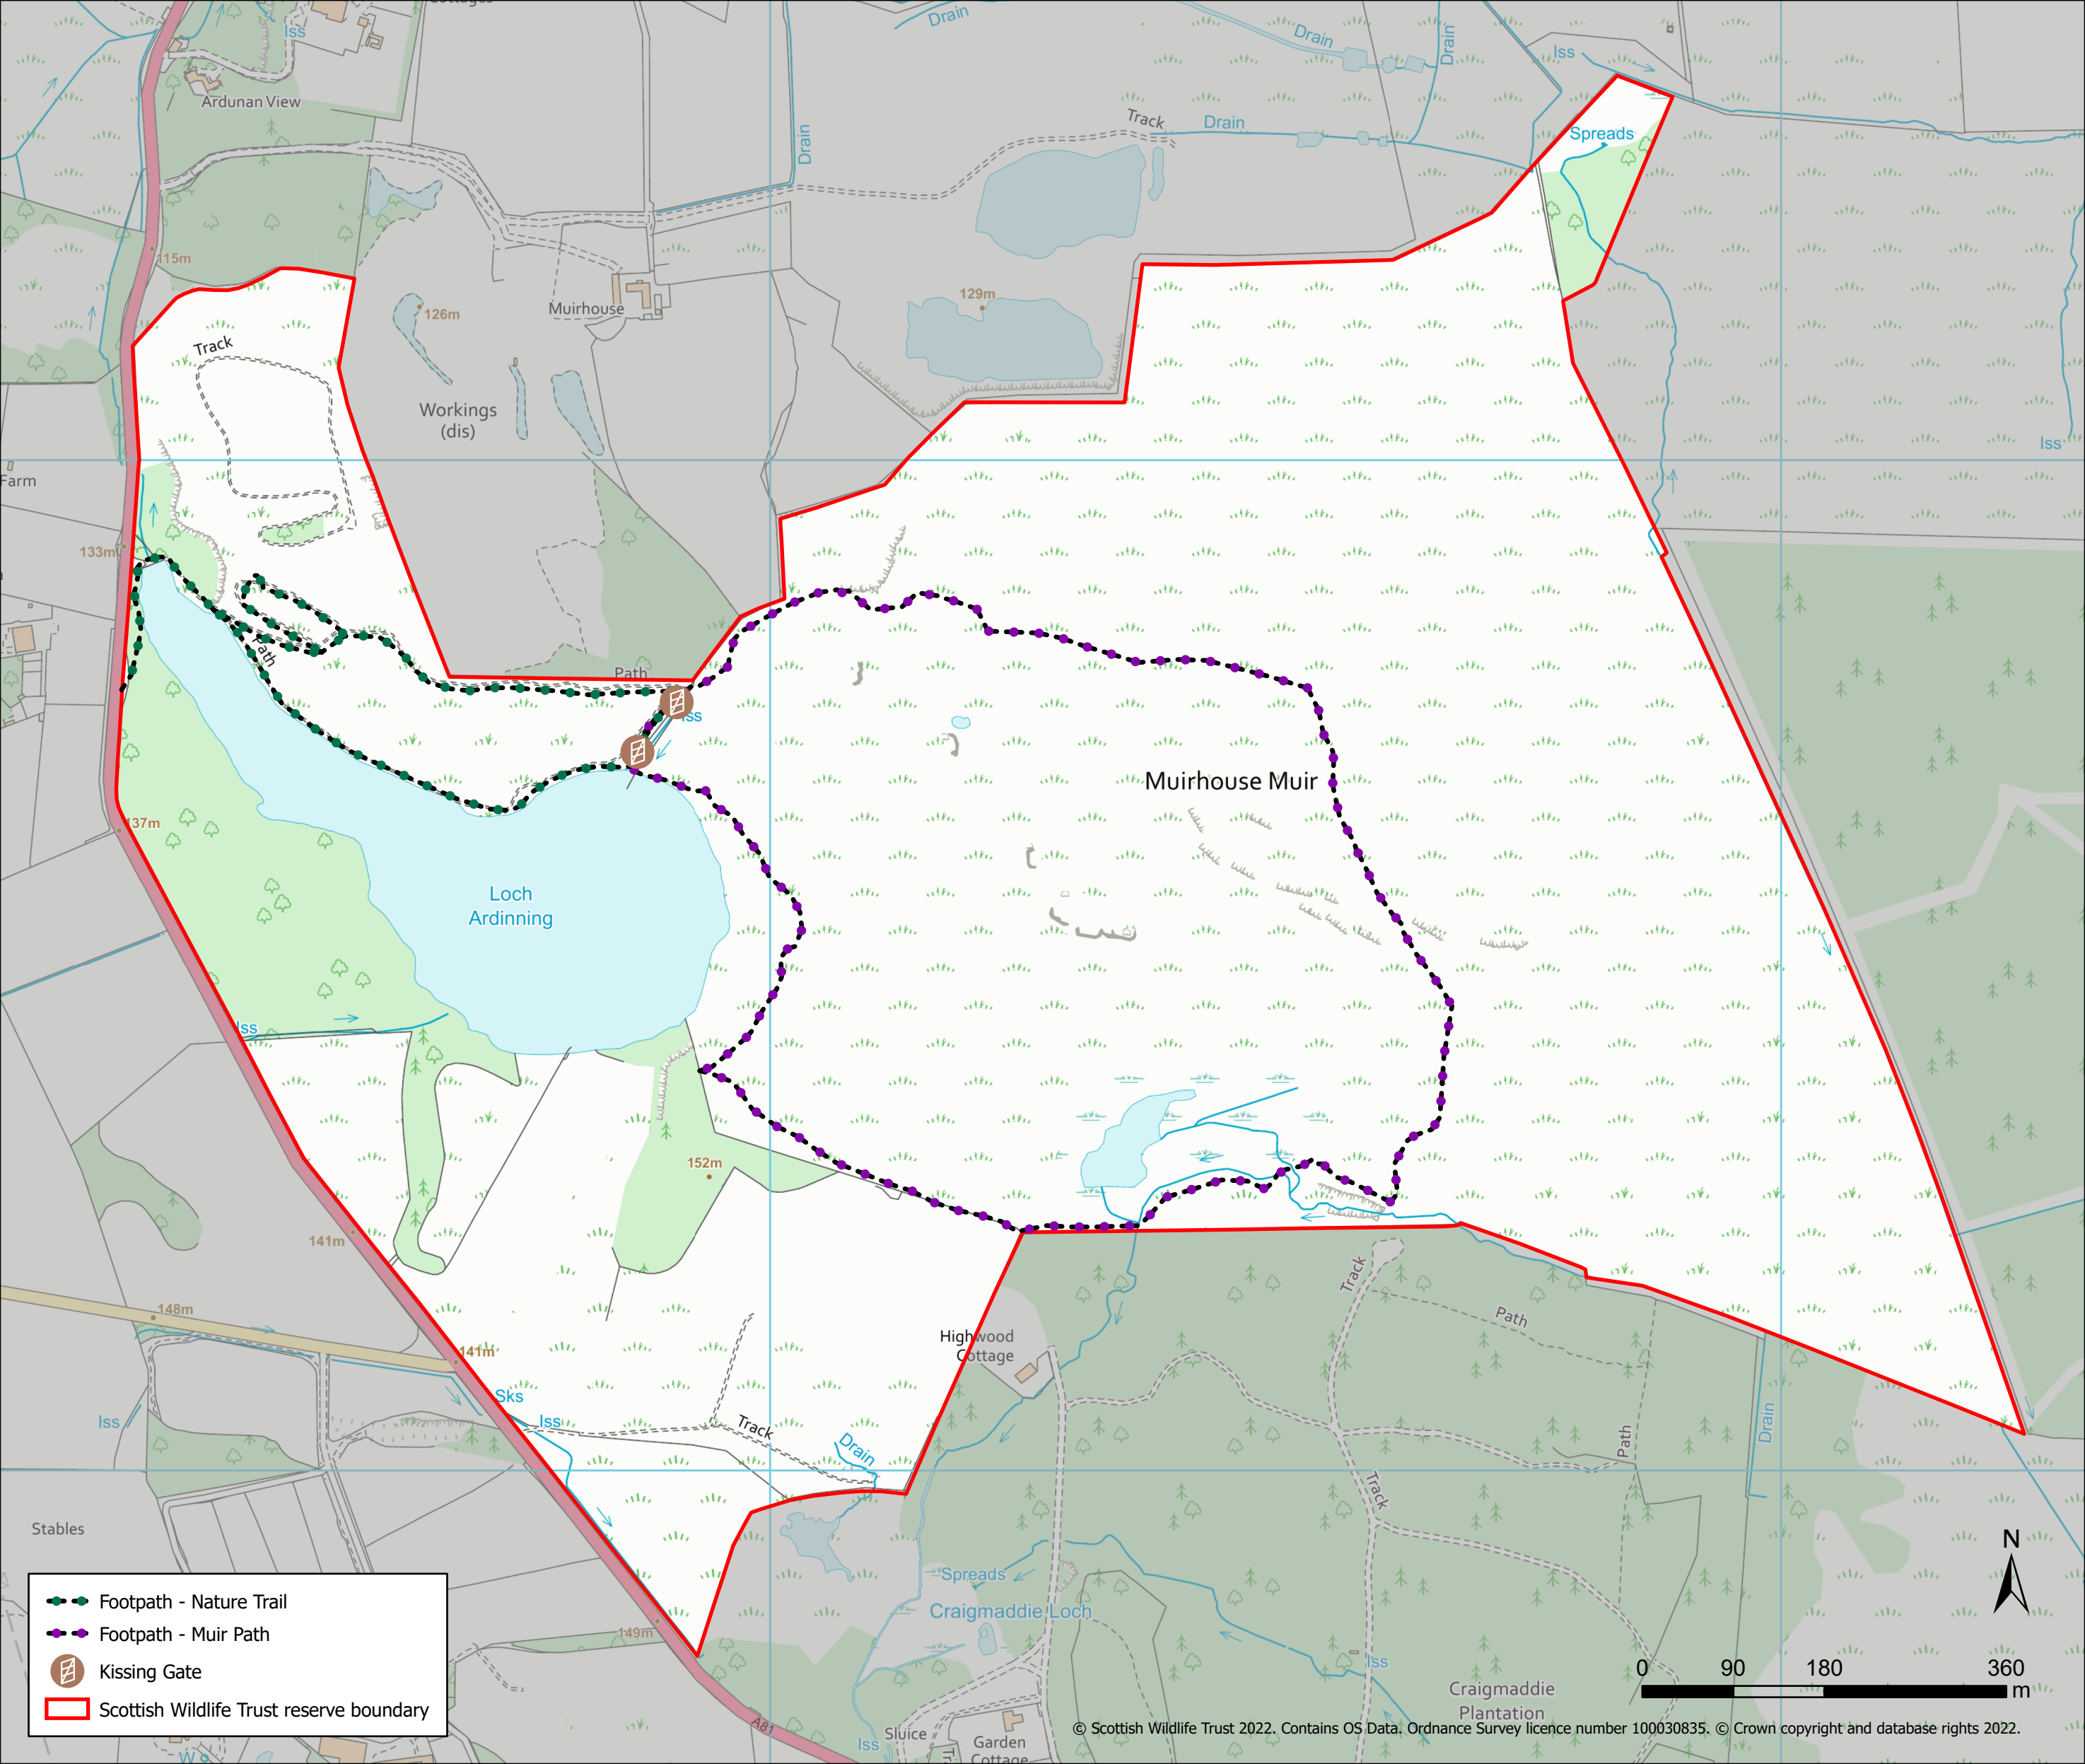 Cottages
Iss
Drain
Drain
Drain
Iss
Ardunan View
Track
Drain
Drain
Spreads
115m
126m
Muirhouse
129m
Track
Workings
(dis)
Iss
Farm
133m
Path
Path
Iss
Muirhouse Muir
137m
Loch
Ardinning
Iss
152m
141m
148m
Track
Path
Highwood
Cottage
141m
Sks
Iss
Iss
Track
Drain
Path
Drain
Track
Stables
Spreads
Craigmaddie Loch
149m
Iss
Craigmaddie
Plantation
A81
Sluice
Iss
Garden
Cottage
Footpath - Nature Trail
Footpath - Muir Path
Kissing Gate
Scottish Wildlife Trust reserve boundary
N
0 90 180 360
m
© Scottish Wildlife Trust 2022. Contains OS Data. Ordnance Survey licence number 100030835. © Crown copyright and database rights 2022.